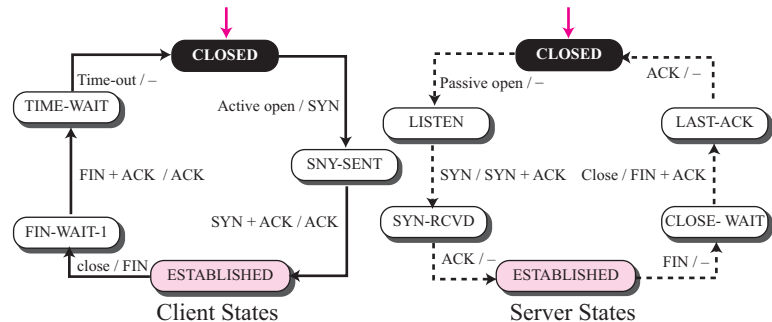 CLOSED
Time-out / –
TIME-WAIT
Active open / SYN
SNY-SENT
FIN + ACK / ACK
SYN + ACK / ACK
FIN-WAIT-1
close / FIN
ESTABLISHED
Client States
CLOSED
Passive open / –
ACK / –
LISTEN
LAST-ACK
SYN / SYN + ACK
Close / FIN + ACK
SYN-RCVD
CLOSE- WAIT
ACK / –
ESTABLISHED
FIN / –
Server States